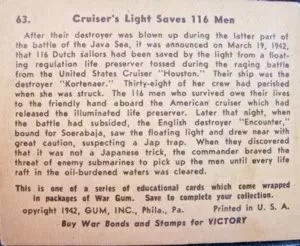 63. Cruiser's Light Saves 116 Men
After their destroyer was blown up during the latter part of
the battle of the Java Sea, it was announced on March 19, 1942,
that 116 Dutch sailors had been saved by the light from a float-
ing regulation life preserver tossed during the raging battle
from the United States Cruiser "Houston." Their ship was the
destroyer "Kortenaer." Thirty-eight of her crew had perished
when she was struck. The 116 men who survived owe their lives
to the friendly hand aboard the American cruiser which had
released the illuminated life preserver. Later that night, when
the battle had subsided, the English destroyer "Encounter,"
bound for Soerabaja, saw the floating light and drew near with
great caution, suspecting a Jap trap. When they discovered
that it was not a Japanese trick, the commander braved the
threat of enemy submarines to pick up the men until every life
raft in the oil-burdened waters was cleared.
This is one of a series of educational cards which come wrapped
in packages of War Gum. Save to complete your collection.
opyright 1942, GUM, INC., Phila., Pa. Printed in U. S. A.
Buy War Bonds and Stamps for VICTORY